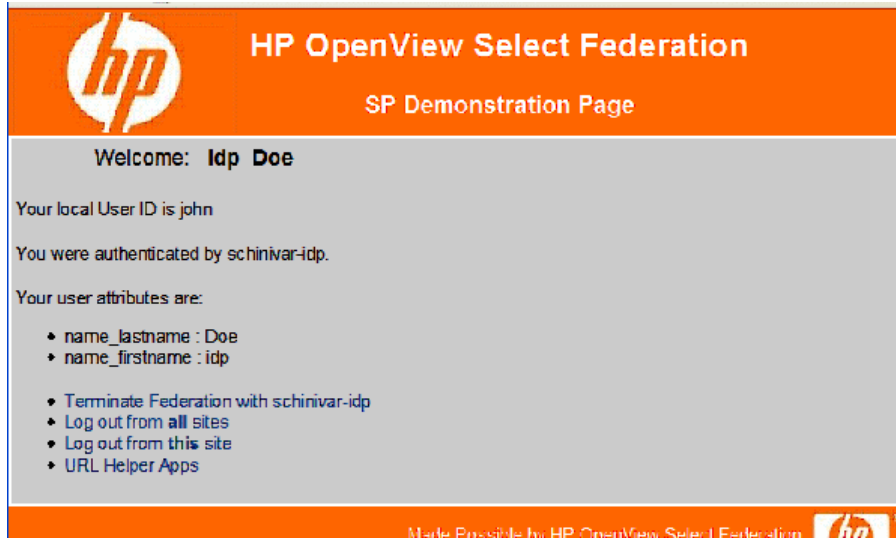 hp
HP OpenView Select Federation
SP Demonstration Page
Welcome: Idp Doe
Your local User ID is john
You were authenticated by schinivar-idp.
Your user attributes are:
• name_lastname : Doe
• name_firstname : idp
• Terminate Federation with schinivar-idp
• Log out from all sites
• Log out from this site
• URL Helper Apps
Made Possible by HP OpenView Select Federation
hp